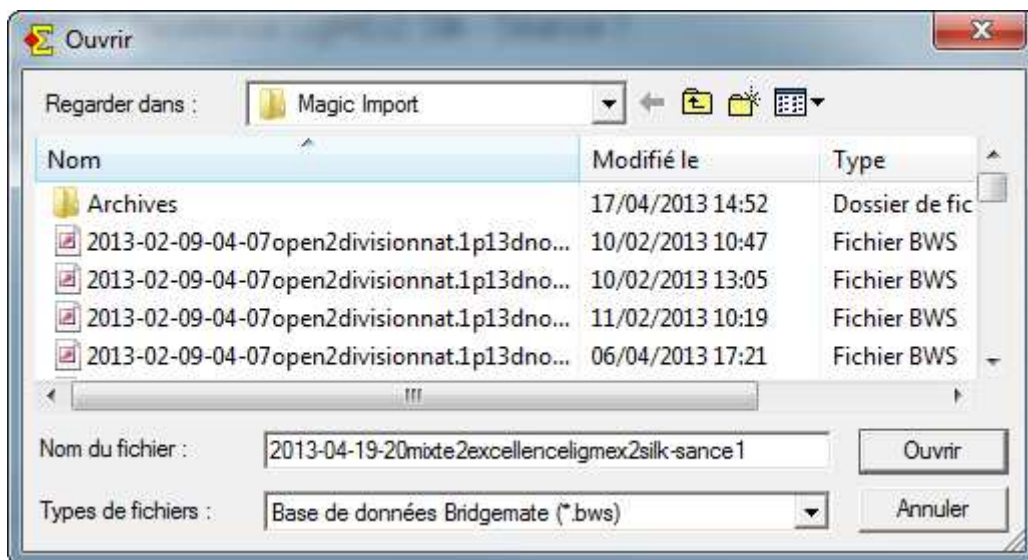 Ouvrir
Regarder dans : Magic Import
Nom Modifié le Type
Archives 17/04/2013 14:52 Dossier de fic
2013-02-09-04-07open2divisionnat.1p13dno... 10/02/2013 10:47 Fichier BWS
2013-02-09-04-07open2divisionnat.1p13dno... 10/02/2013 13:05 Fichier BWS
2013-02-09-04-07open2divisionnat.1p13dno... 11/02/2013 10:19 Fichier BWS
2013-02-09-04-07open2divisionnat.1p13dno... 06/04/2013 17:21 Fichier BWS
Nom du fichier : 2013-04-19-20mixte2excellenceligmex2silk-sance1 Ouvrir
Types de fichiers : Base de données Bridgemate (*.bws) Annuler